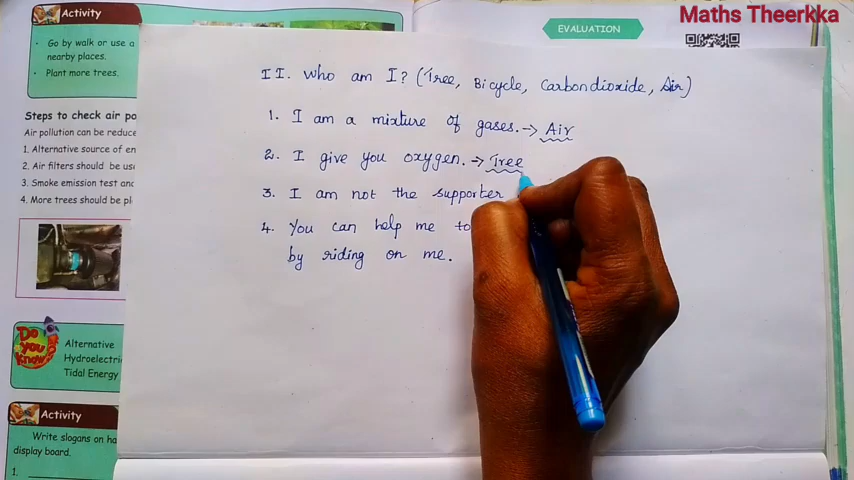 Maths Theerkka
Activity
Go by walk or use a
nearby places.
Plant more trees.
Steps to check air po
Air pollution can be reduce
1. Alternative source of en
2. Air filters should be use
3. Smoke emission test and
4. More trees should be pl
Do you Know?
Alternative
Hydroelectric
Tidal Energy
Activity
Write slogans on ha
display board.
1.
EVALUATION
II. Who am I? (Tree, Bicycle, Carbondioxide, Air)
1. I am a mixture of gases. → Air
2. I give you oxygen. → Tree
3. I am not the supporter
4. You can help me to
by riding on me.